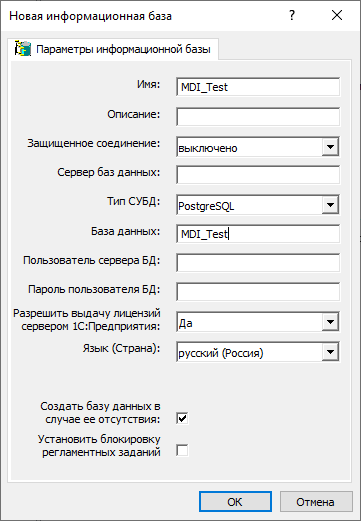 Новая информационная база
Параметры информационной базы
Имя: MDI_Test
Описание:
Защищенное соединение: выключено
Сервер баз данных:
Тип СУБД: PostgreSQL
База данных: MDI_Test
Пользователь сервера БД:
Пароль пользователя БД:
Разрешить выдачу лицензий
сервером 1С:Предприятия: Да
Язык (Страна): русский (Россия)
Создать базу данных в
случае ее отсутствия:
Установить блокировку
регламентных заданий
ОК
Отмена